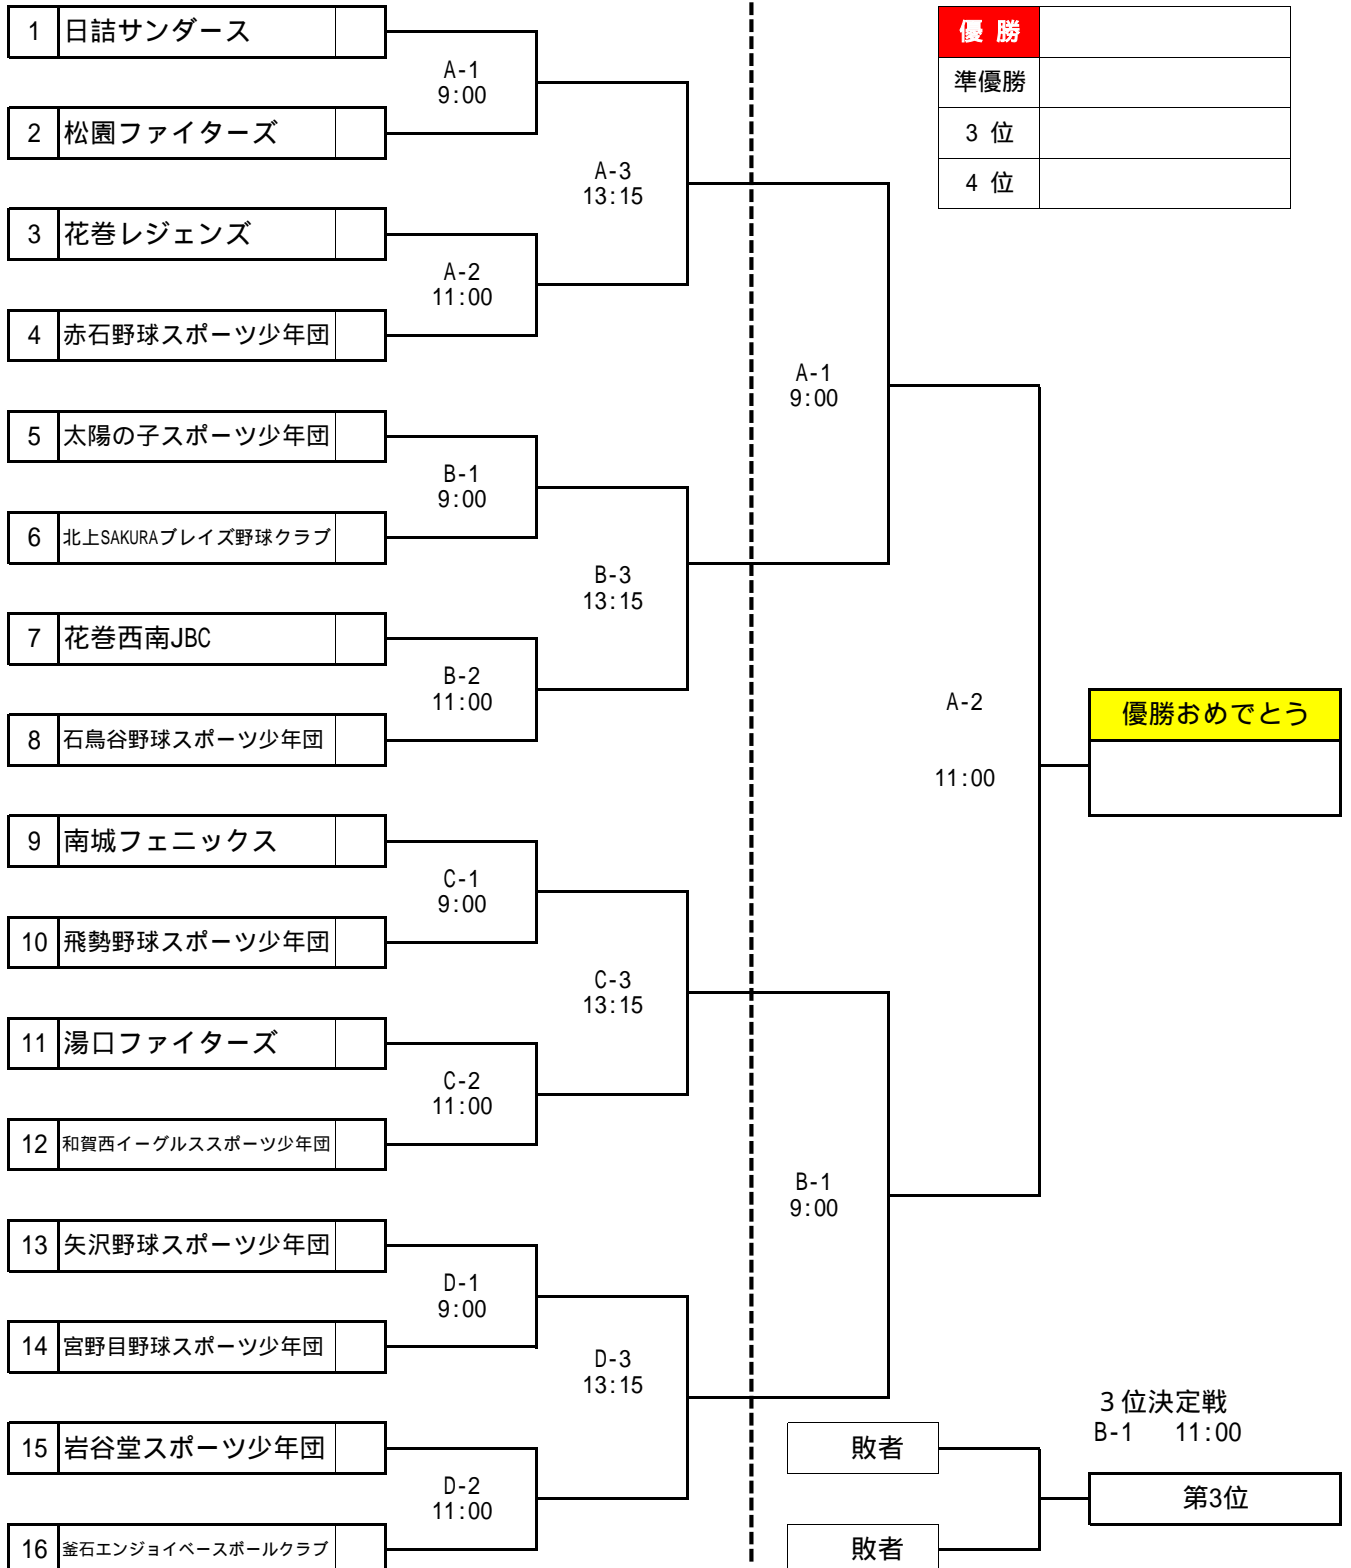 1 日詰サンダース
優 勝
A-1
9:00
準優勝
2 松園ファイターズ
3 位
A-3
13:15
4 位
3 花巻レジェンズ
A-2
11:00
4 赤石野球スポーツ少年団
A-1
9:00
5 太陽の子スポーツ少年団
B-1
9:00
6 北上SAKURAブレイズ野球クラブ
B-3
13:15
7 花巻西南JBC
B-2
11:00
A-2
11:00
優勝おめでとう
8 石鳥谷野球スポーツ少年団
9 南城フェニックス
C-1
9:00
10 飛勢野球スポーツ少年団
C-3
13:15
11 湯口ファイターズ
C-2
11:00
12 和賀西イーグルススポーツ少年団
B-1
9:00
13 矢沢野球スポーツ少年団
D-1
9:00
14 宮野目野球スポーツ少年団
D-3
13:15
3位決定戦
B-1 11:00
15 岩谷堂スポーツ少年団
敗者
D-2
11:00
第3位
16 釜石エンジョイベースボールクラブ
敗者